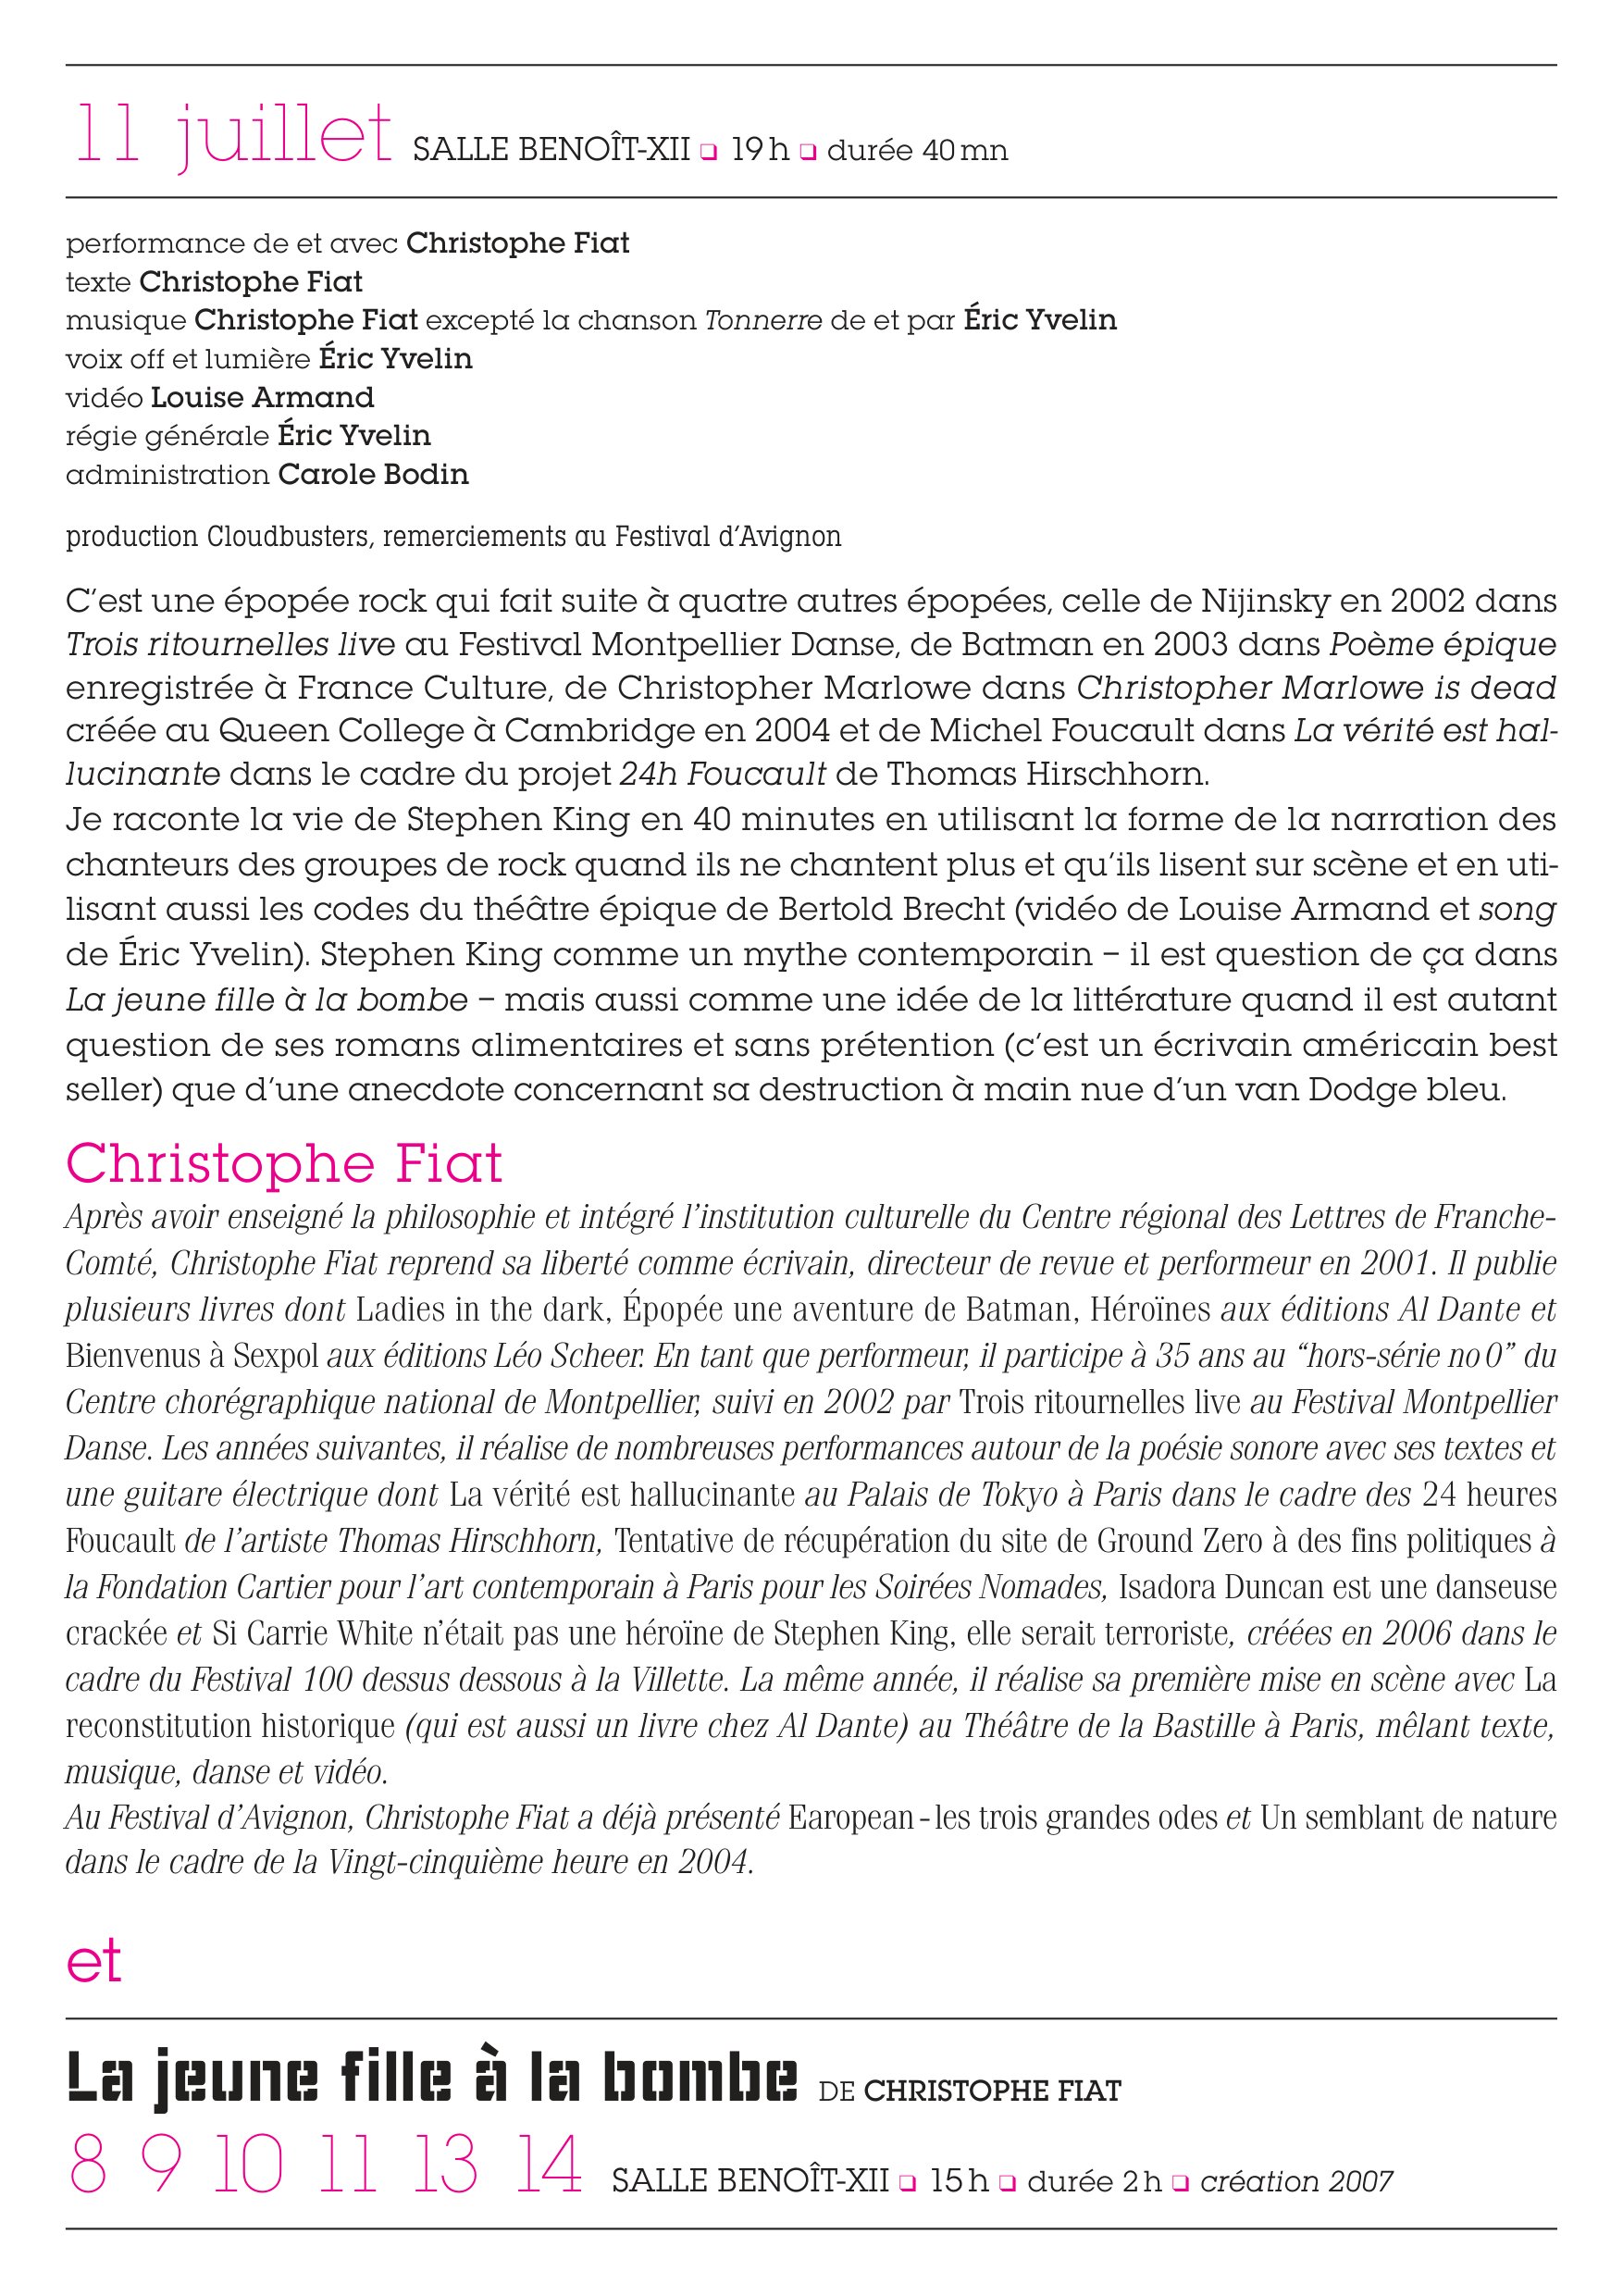 11 juillet SALLE BENOÎT-XII ❑ 19 h ❑ durée 40 mn
performance de et avec Christophe Fiat
texte Christophe Fiat
musique Christophe Fiat excepté la chanson Tonnerre de et par Éric Yvelin
voix off et lumière Éric Yvelin
vidéo Louise Armand
régie générale Éric Yvelin
administration Carole Bodin
production Cloudbusters, remerciements au Festival d’Avignon
C’est une épopée rock qui fait suite à quatre autres épopées, celle de Nijinsky en 2002 dans
Trois ritournelles live au Festival Montpellier Danse, de Batman en 2003 dans Poème épique
enregistrée à France Culture, de Christopher Marlowe dans Christopher Marlowe is dead
créée au Queen College à Cambridge en 2004 et de Michel Foucault dans La vérité est hal-
lucinante dans le cadre du projet 24h Foucault de Thomas Hirschhorn.
Je raconte la vie de Stephen King en 40 minutes en utilisant la forme de la narration des
chanteurs des groupes de rock quand ils ne chantent plus et qu’ils lisent sur scène et en uti-
lisant aussi les codes du théâtre épique de Bertold Brecht (vidéo de Louise Armand et song
de Éric Yvelin). Stephen King comme un mythe contemporain – il est question de ça dans
La jeune fille à la bombe – mais aussi comme une idée de la littérature quand il est autant
question de ses romans alimentaires et sans prétention (c’est un écrivain américain best
seller) que d’une anecdote concernant sa destruction à main nue d’un van Dodge bleu.
Christophe Fiat
Après avoir enseigné la philosophie et intégré l’institution culturelle du Centre régional des Lettres de Franche-
Comté, Christophe Fiat reprend sa liberté comme écrivain, directeur de revue et performeur en 2001. Il publie
plusieurs livres dont Ladies in the dark, Épopée une aventure de Batman, Héroïnes aux éditions Al Dante et
Bienvenus à Sexpol aux éditions Léo Scheer. En tant que performeur, il participe à 35 ans au “hors-série no 0” du
Centre chorégraphique national de Montpellier, suivi en 2002 par Trois ritournelles live au Festival Montpellier
Danse. Les années suivantes, il réalise de nombreuses performances autour de la poésie sonore avec ses textes et
une guitare électrique dont La vérité est hallucinante au Palais de Tokyo à Paris dans le cadre des 24 heures
Foucault de l’artiste Thomas Hirschhorn, Tentative de récupération du site de Ground Zero à des fins politiques à
la Fondation Cartier pour l’art contemporain à Paris pour les Soirées Nomades, Isadora Duncan est une danseuse
crackée et Si Carrie White n’était pas une héroïne de Stephen King, elle serait terroriste, créées en 2006 dans le
cadre du Festival 100 dessus dessous à la Villette. La même année, il réalise sa première mise en scène avec La
reconstitution historique (qui est aussi un livre chez Al Dante) au Théâtre de la Bastille à Paris, mêlant texte,
musique, danse et vidéo.
Au Festival d’Avignon, Christophe Fiat a déjà présenté Earopean - les trois grandes odes et Un semblant de nature
dans le cadre de la Vingt-cinquième heure en 2004.
et
La jeune fille à la bombe DE CHRISTOPHE FIAT
8 9 10 11 13 14 SALLE BENOÎT-XII ❑ 15 h ❑ durée 2 h ❑ création 2007